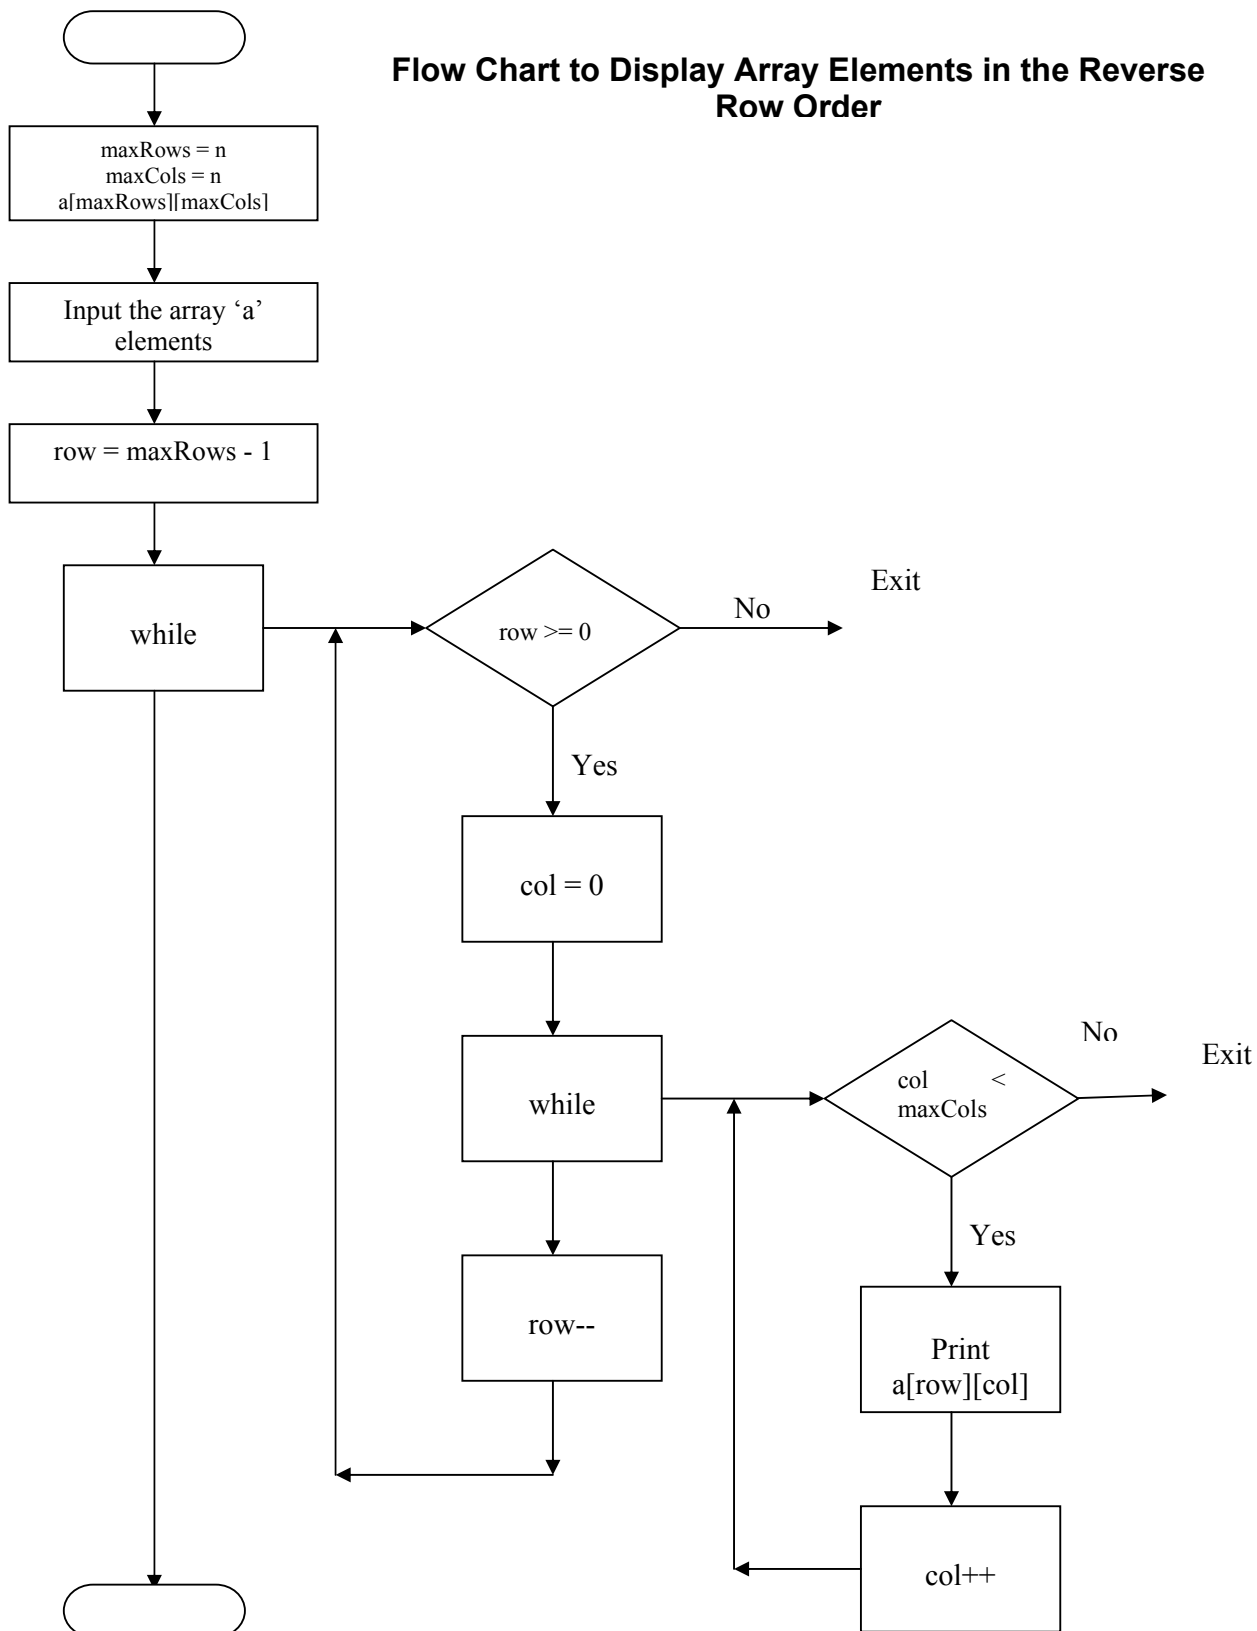 Flow Chart to Display Array Elements in the Reverse
Row Order
maxRows = n
maxCols = n
a[maxRows][maxCols]
Input the array ‘a’
elements
row = maxRows - 1
while
row >= 0
No
Exit
Yes
col = 0
while
col <
maxCols
No
Exit
Yes
row--
Print
a[row][col]
col++